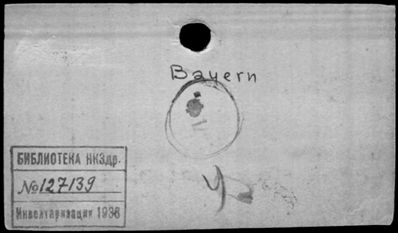 Bayern
БИБЛИОТЕКА НКЗдр.
№127139
Инвентаризация 1938